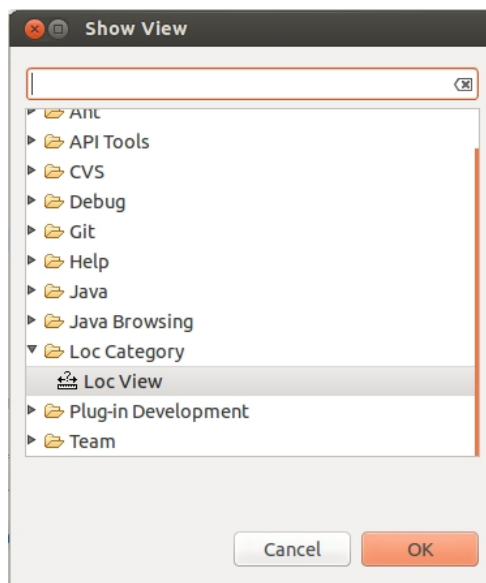 Show View
Ant
API Tools
CVS
Debug
Git
Help
Java
Java Browsing
Loc Category
Loc View
Plug-in Development
Team
Cancel
OK